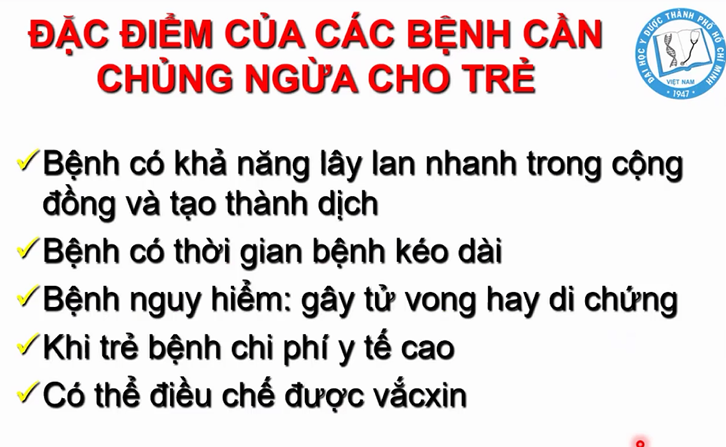 ĐẶC ĐIỂM CỦA CÁC BỆNH CẦN
CHỦNG NGỪA CHO TRẺ
ĐẠI HỌC Y DƯỢC THÀNH PHỐ HỒ CHÍ MINH
VIỆT NAM
1947
Bệnh có khả năng lây lan nhanh trong cộng
đồng và tạo thành dịch
Bệnh có thời gian bệnh kéo dài
Bệnh nguy hiểm: gây tử vong hay di chứng
Khi trẻ bệnh chi phí y tế cao
Có thể điều chế được vắcxin